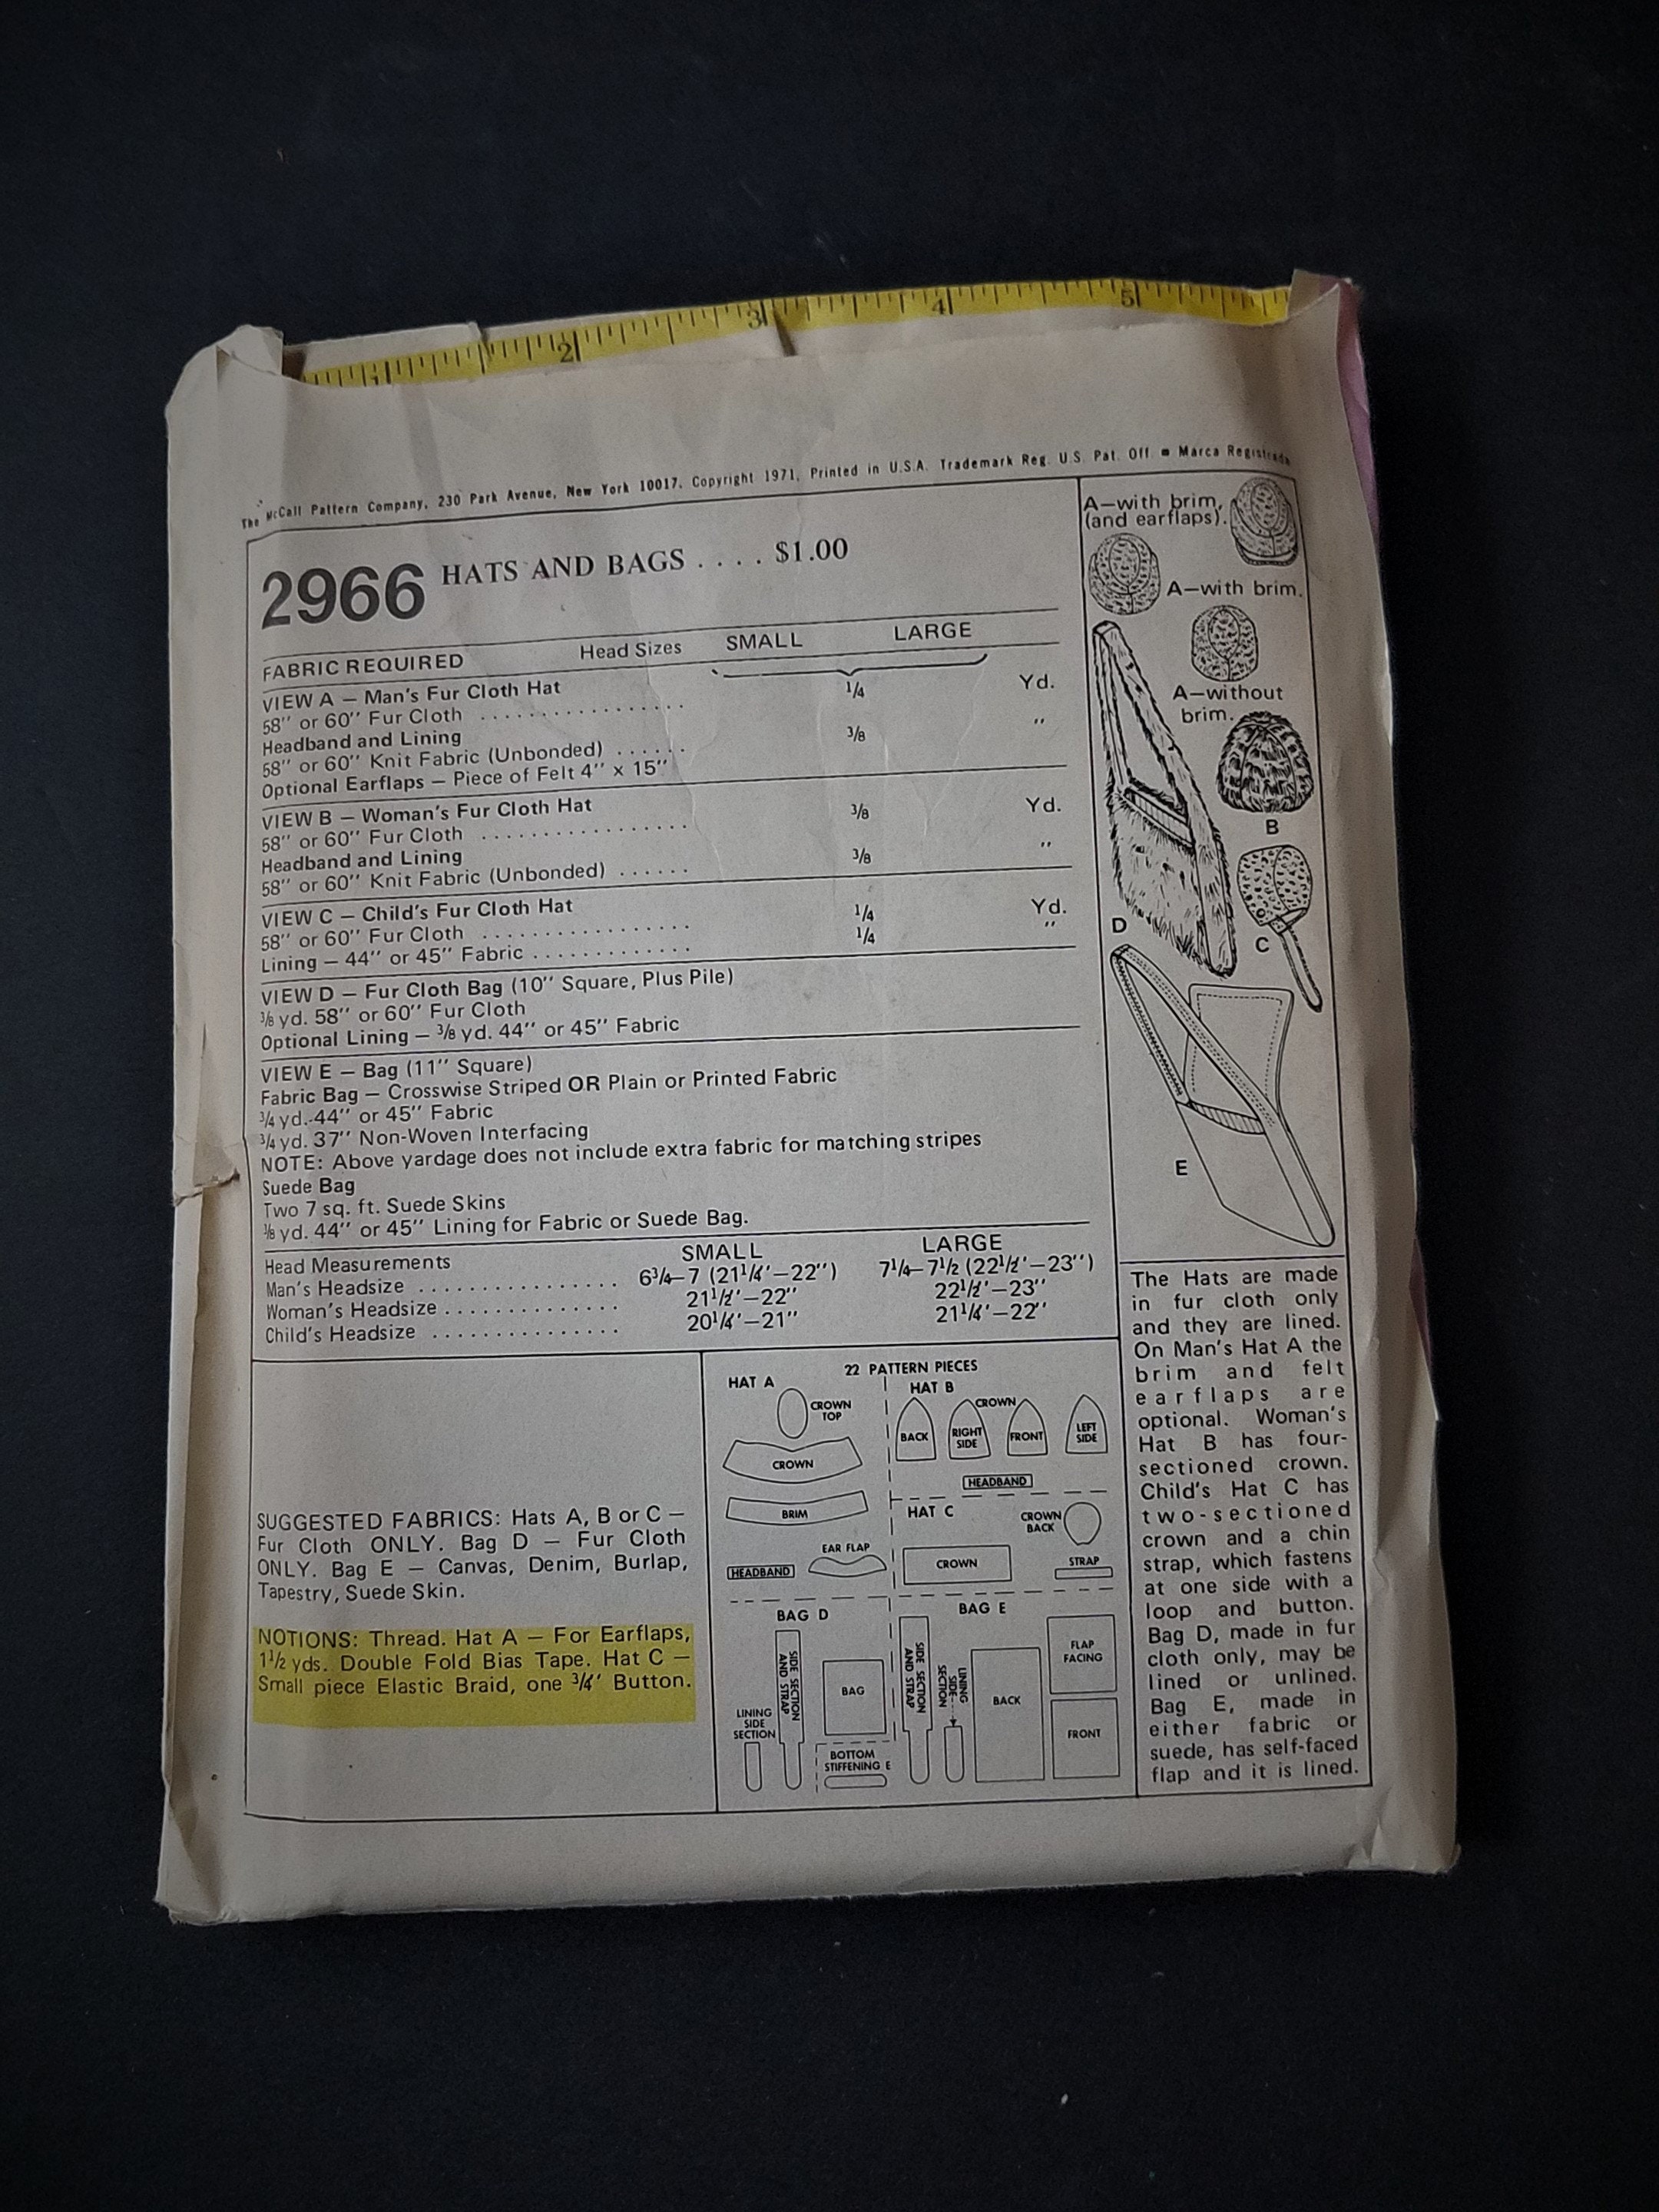 1 2 3 4 5
The McCall Pattern Company, 230 Park Avenue, New York 10017. Copyright 1971, Printed in U.S.A. Trademark Reg. U.S. Pat. Off. ▪ Marca Registrada
2966 HATS AND BAGS . . . . $1.00
FABRIC REQUIRED Head Sizes SMALL LARGE
VIEW A — Man's Fur Cloth Hat
58'' or 60'' Fur Cloth . . . . . . . . . . . . . . . . . 1/4 Yd.
Headband and Lining
58'' or 60'' Knit Fabric (Unbonded) . . . . . . 3/8 ''
Optional Earflaps — Piece of Felt 4'' x 15''
VIEW B — Woman's Fur Cloth Hat
58'' or 60'' Fur Cloth . . . . . . . . . . . . . . . . . 3/8 Yd.
Headband and Lining
58'' or 60'' Knit Fabric (Unbonded) . . . . . . 3/8 ''
VIEW C — Child's Fur Cloth Hat
58'' or 60'' Fur Cloth . . . . . . . . . . . . . . . . . 1/4 Yd.
Lining — 44'' or 45'' Fabric . . . . . . . . . . . . . 1/4 ''
VIEW D — Fur Cloth Bag (10'' Square, Plus Pile)
3/8 yd. 58'' or 60'' Fur Cloth
Optional Lining — 3/8 yd. 44'' or 45'' Fabric
VIEW E — Bag (11'' Square)
Fabric Bag — Crosswise Striped OR Plain or Printed Fabric
3/4 yd. 44'' or 45'' Fabric
3/4 yd. 37'' Non-Woven Interfacing
NOTE: Above yardage does not include extra fabric for matching stripes
Suede Bag
Two 7 sq. ft. Suede Skins
yd. 44'' or 45'' Lining for Fabric or Suede Bag.
Head Measurements SMALL LARGE
Man's Headsize . . . . . . . . . . . . . . . 6 3/4—7 (21 1/4''—22'') 7 1/4—7 1/2 (22 1/2''—23'')
Woman's Headsize . . . . . . . . . . . . . 21 1/2''—22'' 22 1/2''—23''
Child's Headsize . . . . . . . . . . . . . . 20 1/4''—21'' 21 1/4''—22''
SUGGESTED FABRICS: Hats A, B or C —
Fur Cloth ONLY. Bag D — Fur Cloth
ONLY. Bag E — Canvas, Denim, Burlap,
Tapestry, Suede Skin.
NOTIONS: Thread. Hat A — For Earflaps,
1 1/2 yds. Double Fold Bias Tape. Hat C —
Small piece Elastic Braid, one 3/4'' Button.
22 PATTERN PIECES
HAT A
CROWN
TOP
CROWN
BRIM
EAR FLAP
HEADBAND
HAT B
CROWN
BACK
RIGHT
SIDE
FRONT
LEFT
SIDE
HEADBAND
HAT C
CROWN
BACK
CROWN
STRAP
BAG D
SIDE SECTION
AND STRAP
BAG
LINING
SIDE
SECTION
BOTTOM
STIFFENING E
BAG E
SIDE SECTION
AND STRAP
LINING
SIDE
SECTION
BACK
FLAP
FACING
FRONT
A—with brim,
(and earflaps).
A—with brim.
A—without
brim.
B
C
D
E
The Hats are made
in fur cloth only
and they are lined.
On Man's Hat A the
brim and felt
earflaps are
optional. Woman's
Hat B has four-
sectioned crown.
Child's Hat C has
two-sectioned
crown and a chin
strap, which fastens
at one side with a
loop and button.
Bag D, made in fur
cloth only, may be
lined or unlined.
Bag E, made in
either fabric or
suede, has self-faced
flap and it is lined.